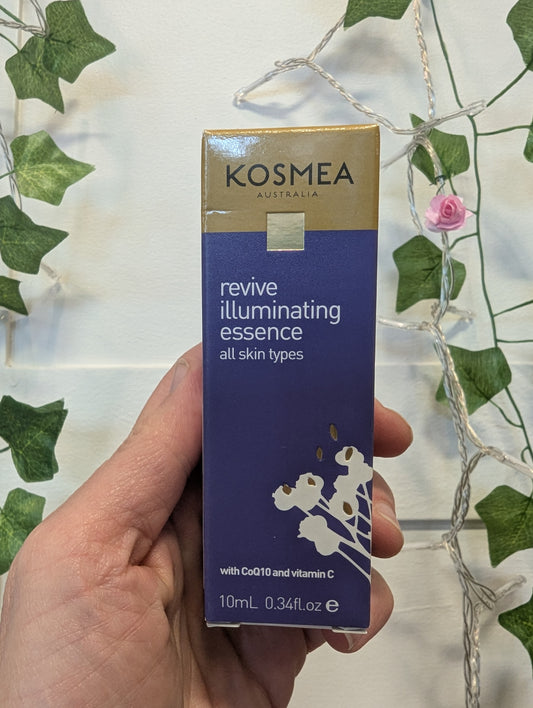 KOSMEA
AUSTRALIA
revive
illuminating
essence
all skin types
with CoQ10 and vitamin C
10mL 0.34fl.oz e